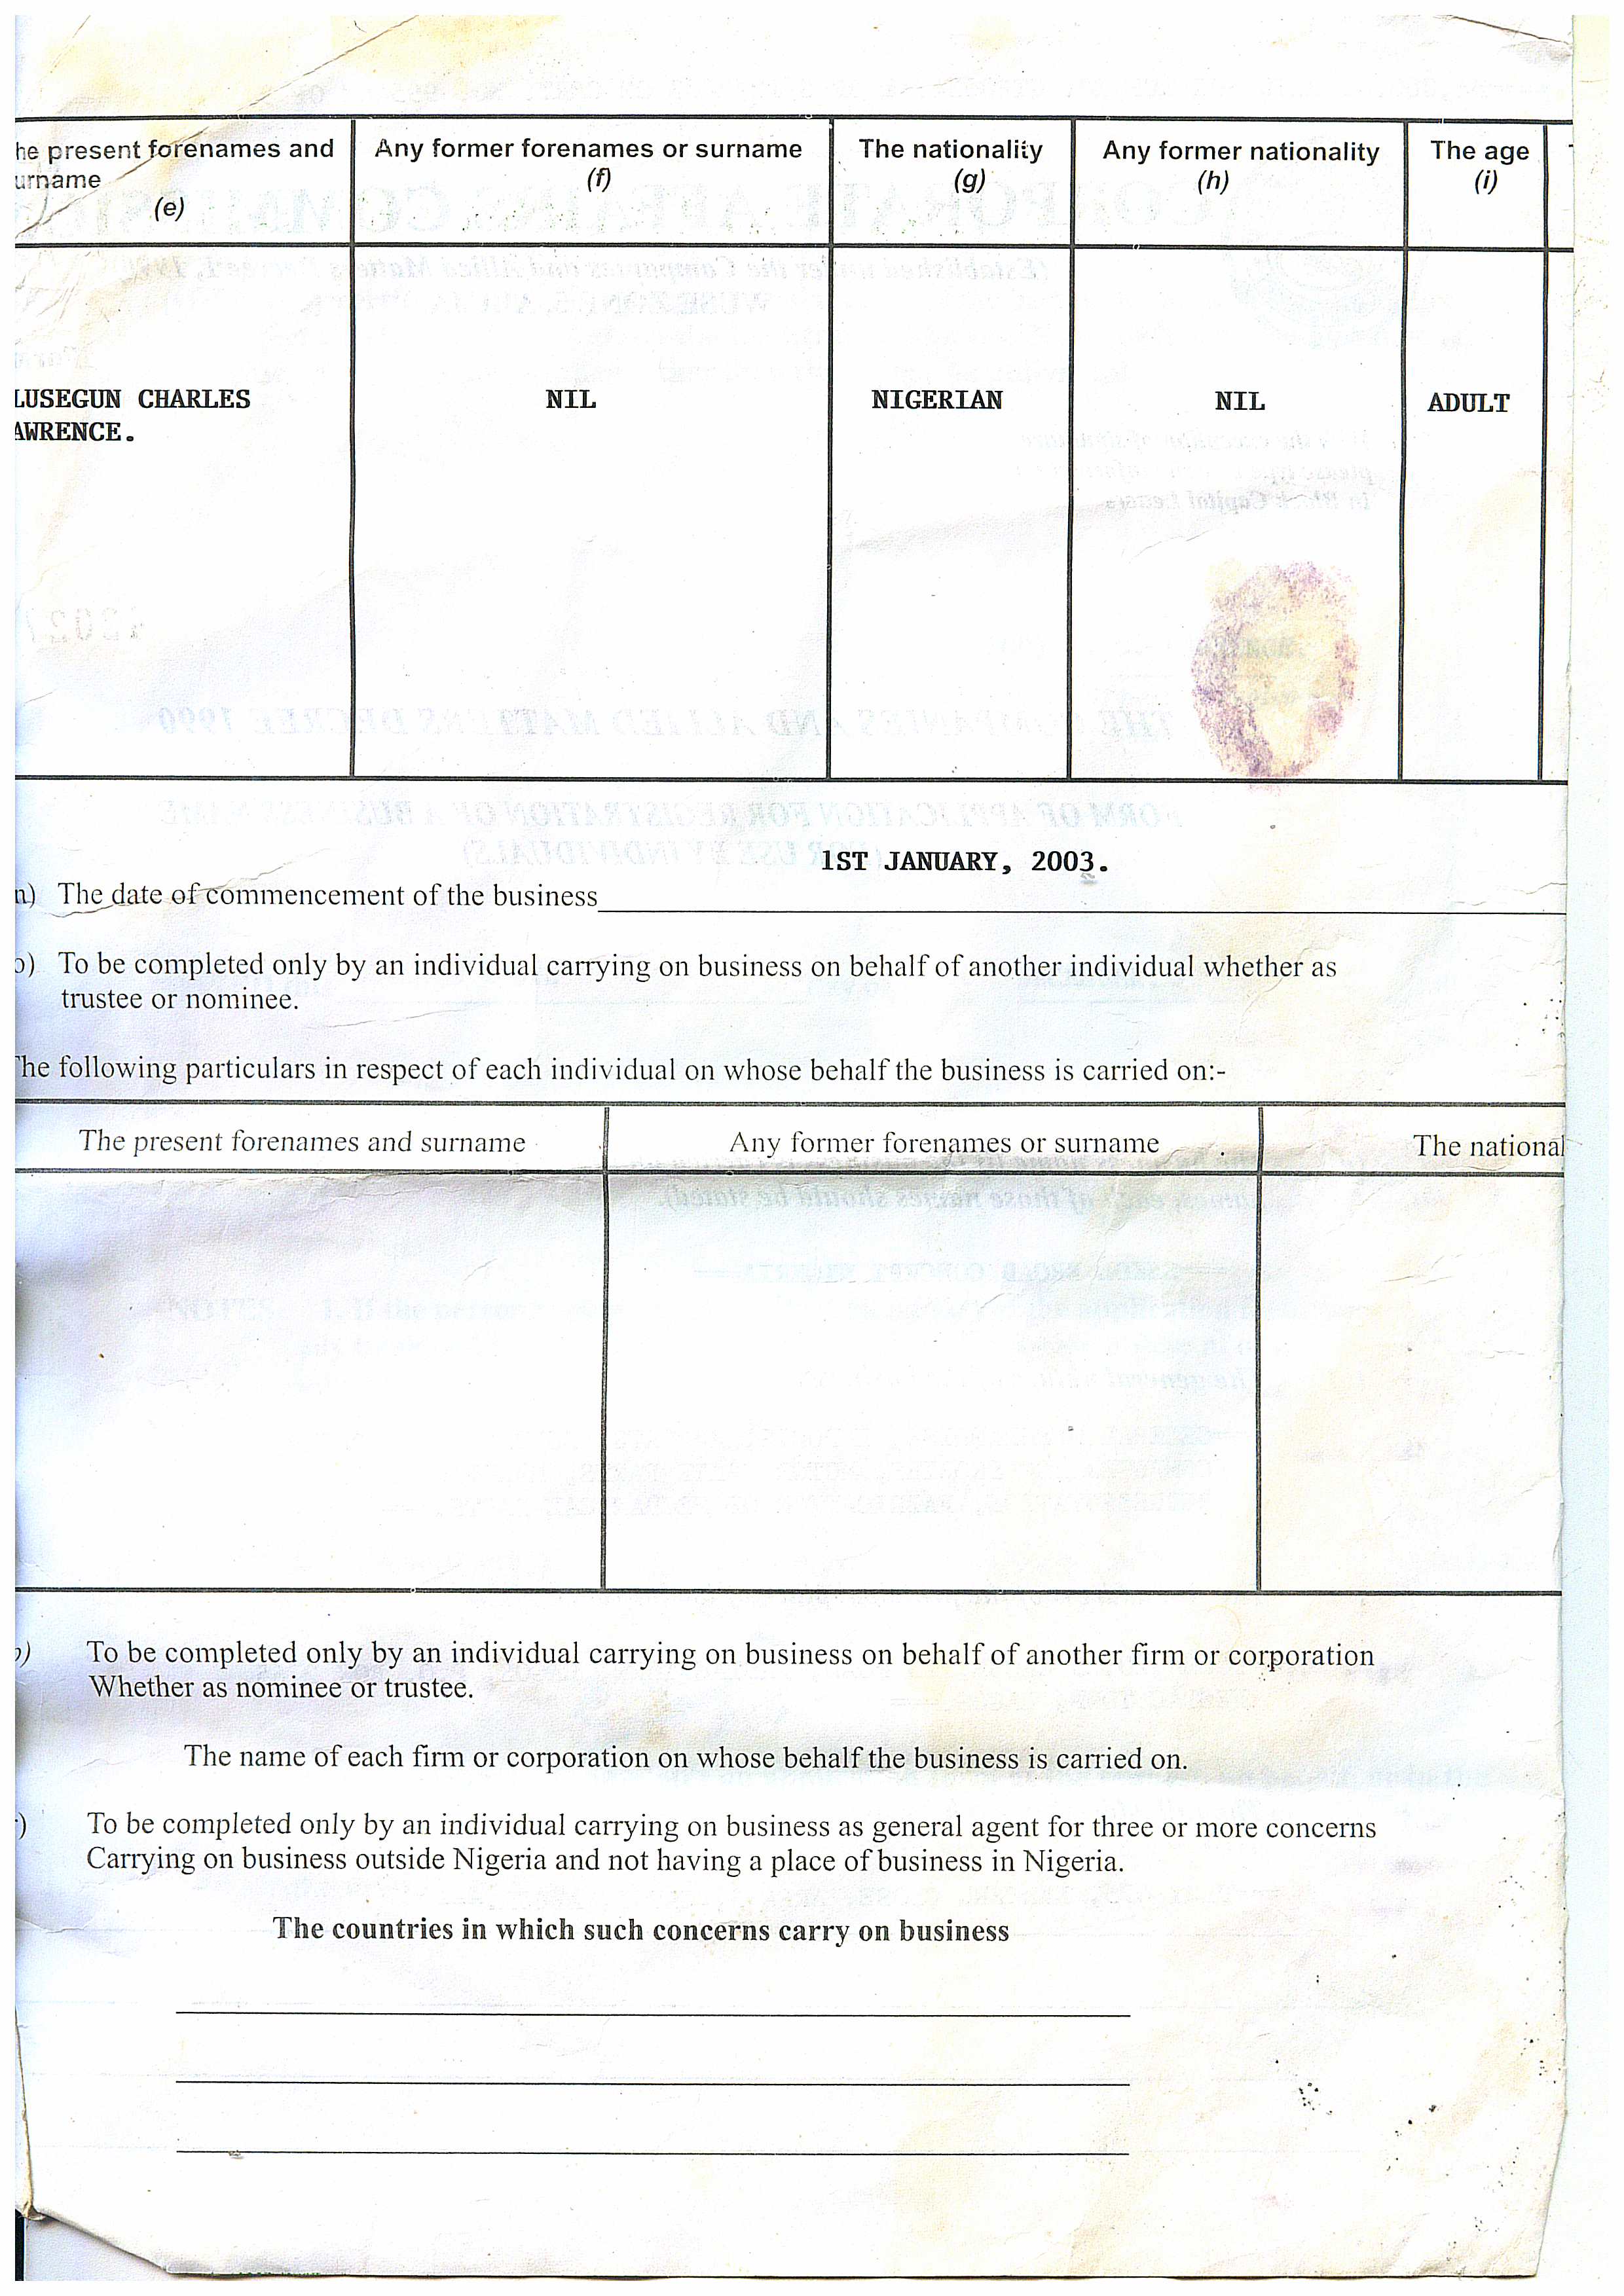 he present forenames and
urname
(e)
Any former forenames or surname
(f)
The nationality
(g)
Any former nationality
(h)
The age
(i)
LUSEGUN CHARLES
AWRENCE.
NIL
NIGERIAN
NIL
ADULT
1ST JANUARY, 2003.
n) The date of commencement of the business
o) To be completed only by an individual carrying on business on behalf of another individual whether as
trustee or nominee.
The following particulars in respect of each individual on whose behalf the business is carried on:-
The present forenames and surname
Any former forenames or surname
The national
) To be completed only by an individual carrying on business on behalf of another firm or corporation
Whether as nominee or trustee.
The name of each firm or corporation on whose behalf the business is carried on.
) To be completed only by an individual carrying on business as general agent for three or more concerns
Carrying on business outside Nigeria and not having a place of business in Nigeria.
The countries in which such concerns carry on business